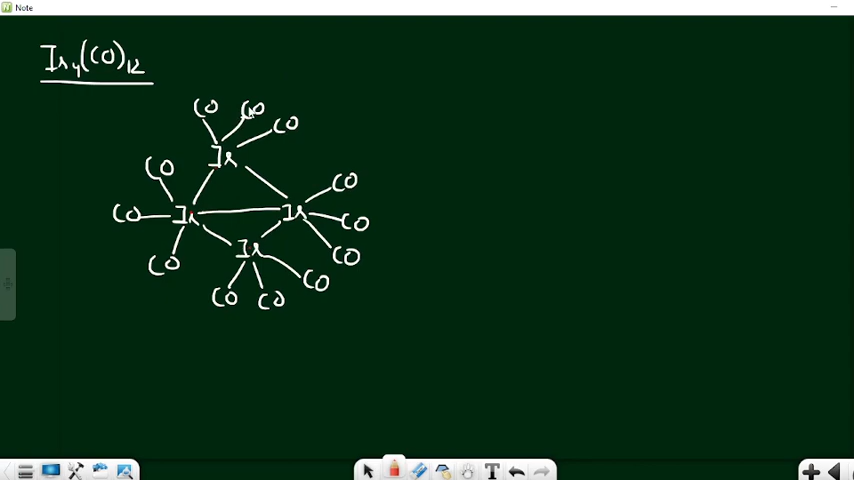 Note
Ir4(CO)12
CO CO CO
Ir
CO
CO
CO Ir Ir
CO
CO Ir CO
CO
CO CO
T